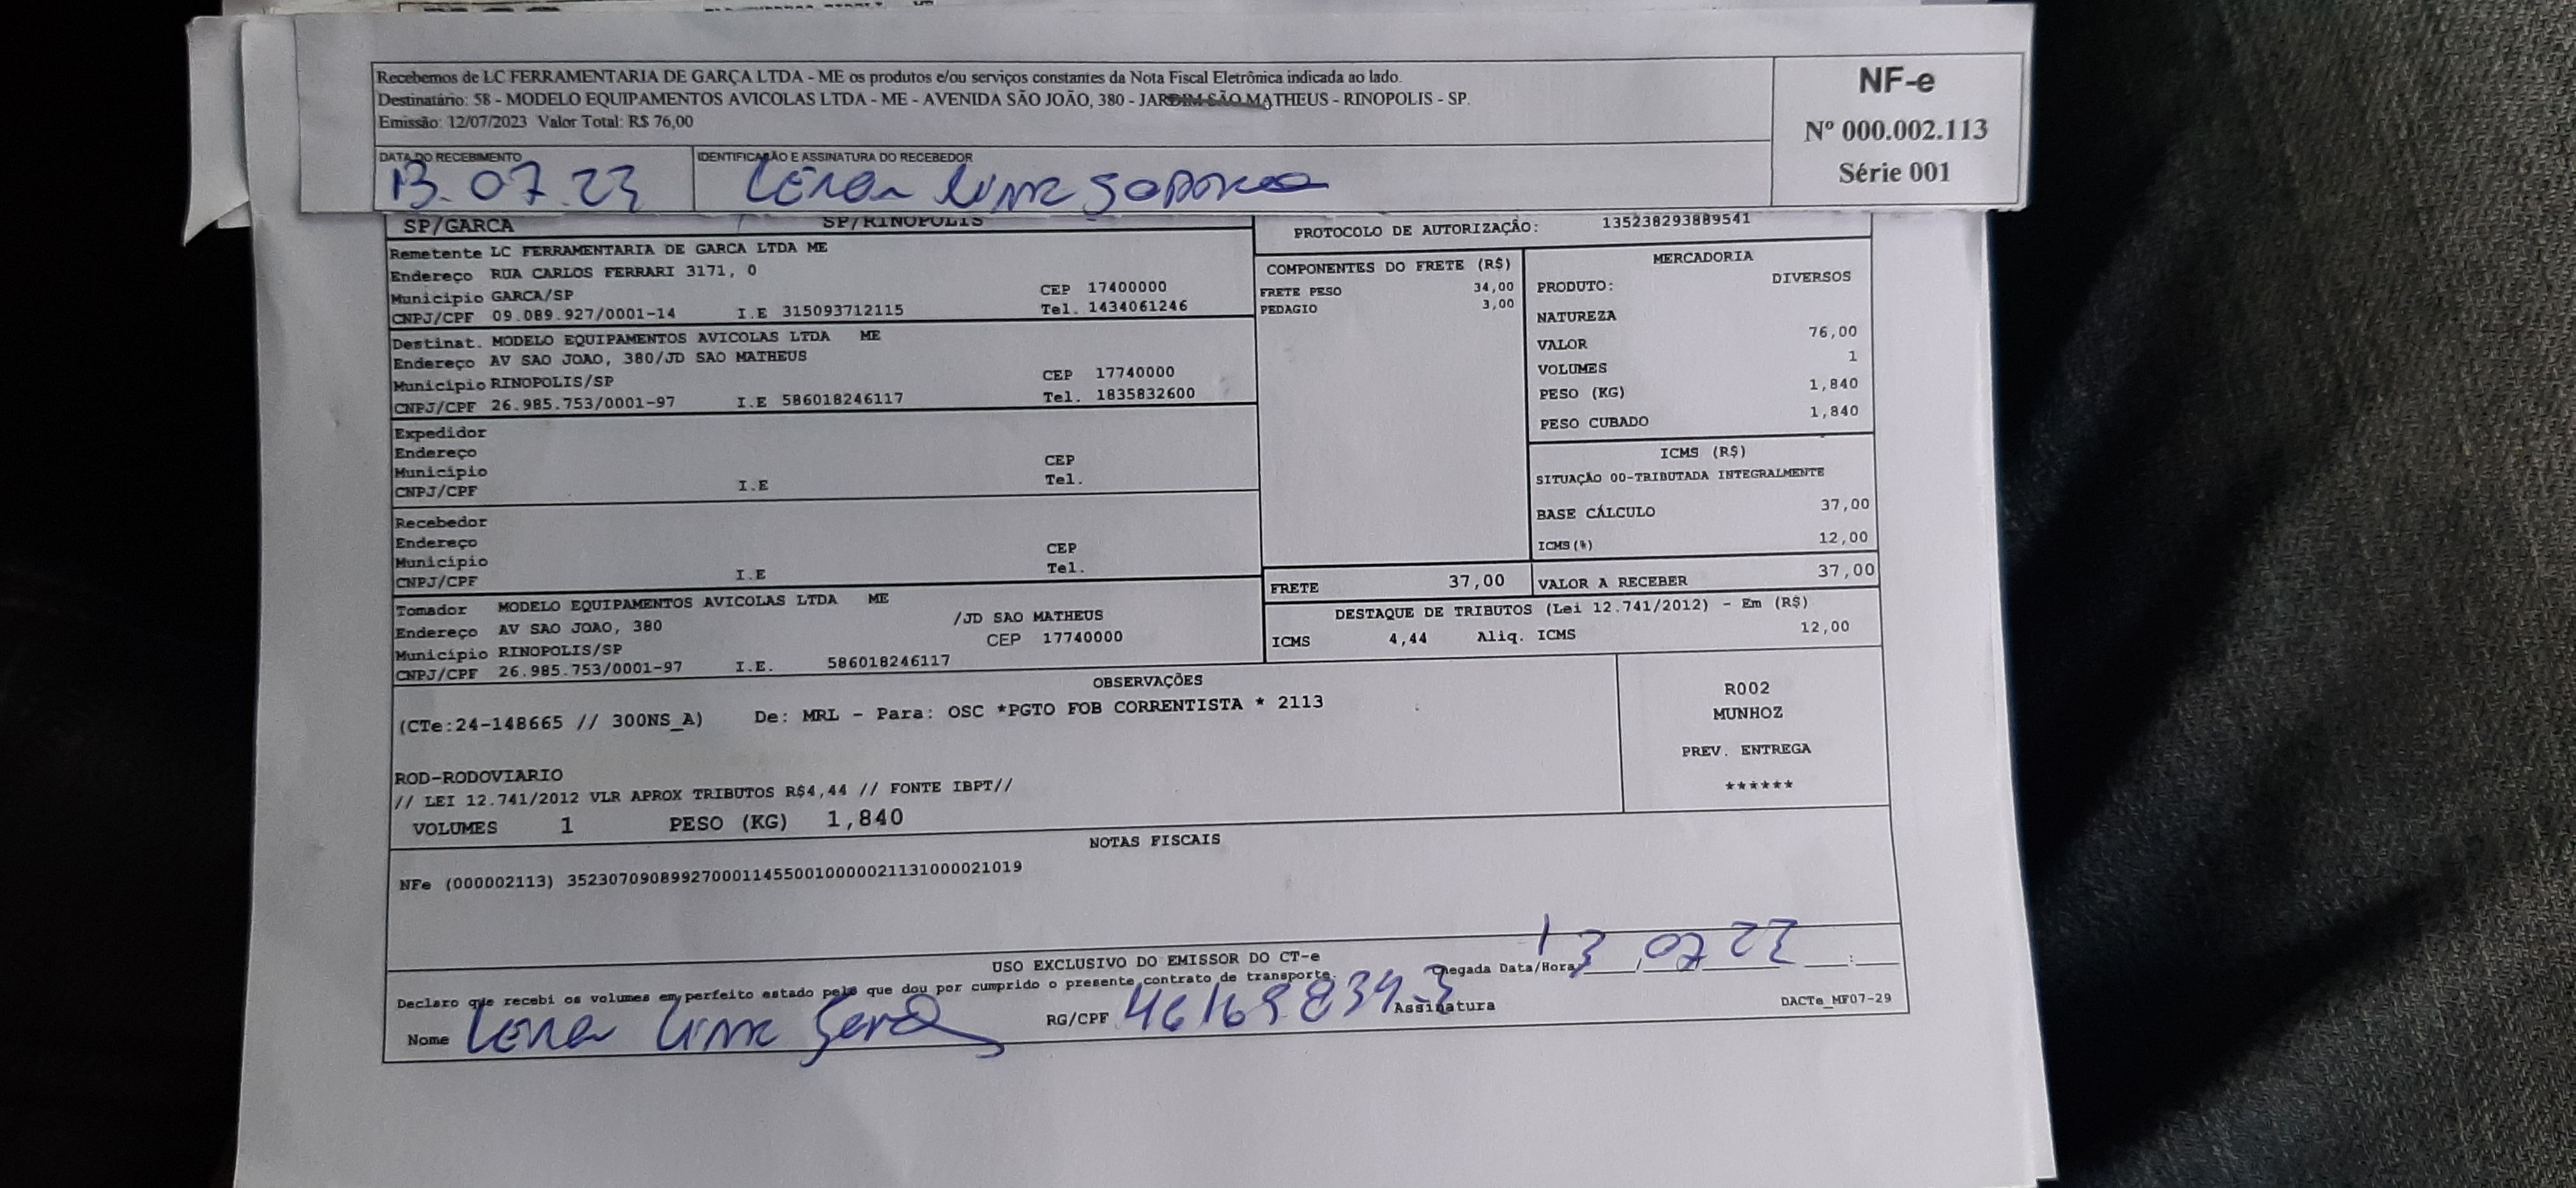 Recebemos de LC FERRAMENTARIA DE GARÇA LTDA - ME os produtos e/ou serviços constantes da Nota Fiscal Eletrônica indicada ao lado.
Destinatário: 58 - MODELO EQUIPAMENTOS AVICOLAS LTDA - ME - AVENIDA SÃO JOÃO, 380 - JARDIM SÃO MATHEUS - RINOPOLIS - SP.
Emissão: 12/07/2023 Valor Total: R$ 76,00
NF-e
Nº 000.002.113
Série 001
DATA DO RECEBIMENTO
13.07.23
IDENTIFICAÇÃO E ASSINATURA DO RECEBEDOR
SP/GARCA SP/RINOPOLIS
PROTOCOLO DE AUTORIZAÇÃO: 135238293889541
Remetente LC FERRAMENTARIA DE GARCA LTDA ME
Endereço RUA CARLOS FERRARI 3171, 0
Município GARCA/SP CEP 17400000
CNPJ/CPF 09.089.927/0001-14 I.E 315093712115 Tel. 1434061246
Destinat. MODELO EQUIPAMENTOS AVICOLAS LTDA ME
Endereço AV SAO JOAO, 380/JD SAO MATHEUS
Município RINOPOLIS/SP CEP 17740000
CNPJ/CPF 26.985.753/0001-97 I.E 586018246117 Tel. 1835832600
Expedidor
Endereço
Município CEP
CNPJ/CPF I.E Tel.
Recebedor
Endereço
Município CEP
CNPJ/CPF I.E Tel.
Tomador MODELO EQUIPAMENTOS AVICOLAS LTDA ME
Endereço AV SAO JOAO, 380 /JD SAO MATHEUS
Município RINOPOLIS/SP CEP 17740000
CNPJ/CPF 26.985.753/0001-97 I.E. 586018246117
COMPONENTES DO FRETE (R$)
FRETE PESO 34,00
PEDAGIO 3,00
FRETE 37,00
MERCADORIA
PRODUTO: DIVERSOS
NATUREZA
VALOR 76,00
VOLUMES 1
PESO (KG) 1,840
PESO CUBADO 1,840
ICMS (R$)
SITUAÇÃO 00-TRIBUTADA INTEGRALMENTE
BASE CÁLCULO 37,00
ICMS(%) 12,00
VALOR A RECEBER 37,00
DESTAQUE DE TRIBUTOS (Lei 12.741/2012) - Em (R$)
ICMS 4,44 Aliq. ICMS 12,00
OBSERVAÇÕES
(CTe:24-148665 // 300NS_A) De: MRL - Para: OSC *PGTO FOB CORRENTISTA * 2113
ROD-RODOVIARIO
// LEI 12.741/2012 VLR APROX TRIBUTOS R$4,44 // FONTE IBPT//
VOLUMES 1 PESO (KG) 1,840
R002
MUNHOZ
PREV. ENTREGA
******
NOTAS FISCAIS
NFe (000002113) 35230709089927000114550010000021131000021019
USO EXCLUSIVO DO EMISSOR DO CT-e
Declaro que recebi os volumes em perfeito estado pelo que dou por cumprido o presente contrato de transporte.
Chegada Data/Hora 13,07 23 :
Nome
RG/CPF 46169839-3
Assinatura
DACTe_MF07-29